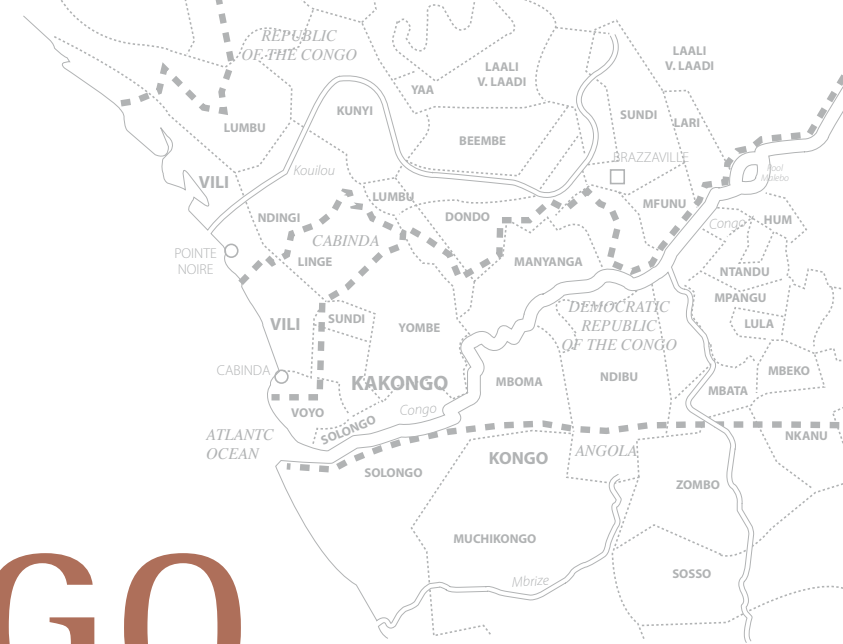 REPUBLIC
OF THE CONGO
LAALI
V. LAADI
LAALI
V. LAADI
YAA
KUNYI
SUNDI
LARI
LUMBU
BEEMBE
BRAZZAVILLE
Pool
Malebo
Kouilou
VILI
LUMBU
MFUNU
NDINGI
DONDO
Congo
HUM
CABINDA
POINTE
NOIRE
LINGE
MANYANGA
NTANDU
MPANGU
DEMOCRATIC
REPUBLIC
OF THE CONGO
VILI
SUNDI
YOMBE
LULA
CABINDA
KAKONGO
MBOMA
NDIBU
MBEKO
MBATA
VOYO
Congo
SOLONGO
ATLANTC
OCEAN
NKANU
SOLONGO
KONGO
ANGOLA
ZOMBO
MUCHIKONGO
Mbrize
SOSSO
GO